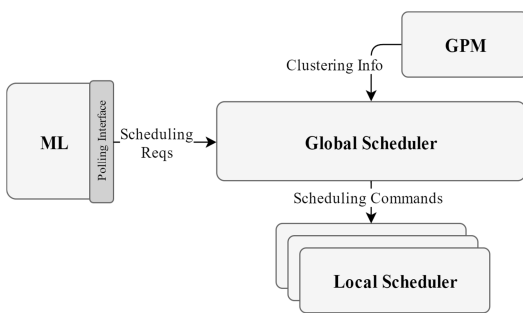 GPM
Clustering Info
ML
Polling Interface
Scheduling
Reqs
Global Scheduler
Scheduling Commands
Local Scheduler